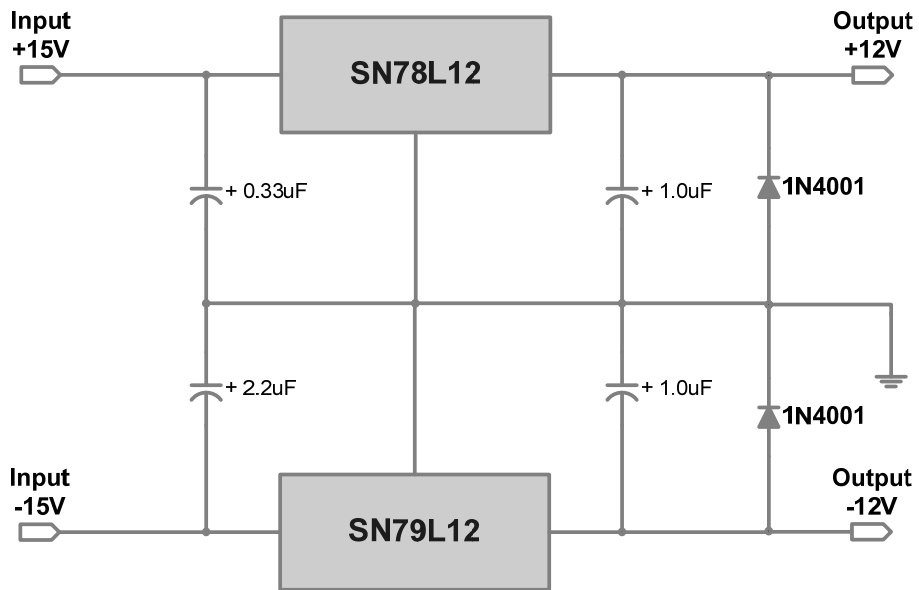 Input
+15V
SN78L12
Output
+12V
+ 0.33uF
+ 1.0uF
1N4001
+ 2.2uF
+ 1.0uF
1N4001
Input
-15V
SN79L12
Output
-12V